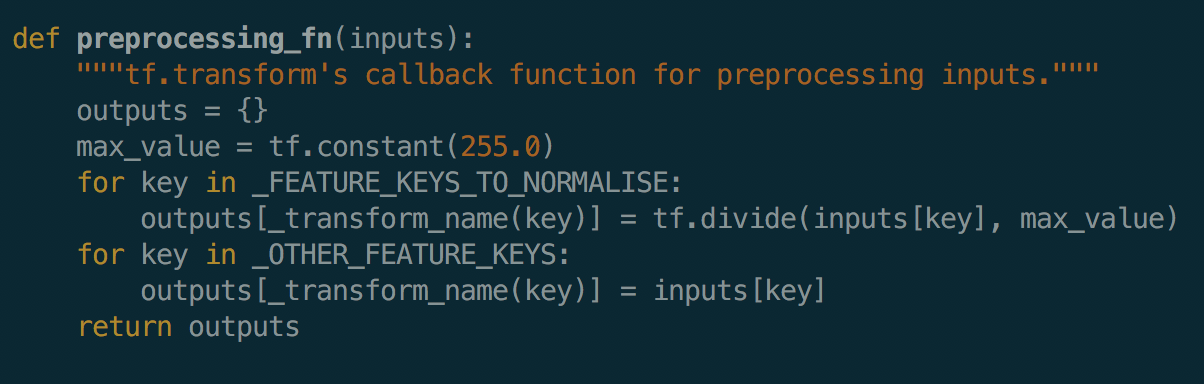 def preprocessing_fn(inputs):
    """tf.transform's callback function for preprocessing inputs."""
    outputs = {}
    max_value = tf.constant(255.0)
    for key in _FEATURE_KEYS_TO_NORMALISE:
        outputs[_transform_name(key)] = tf.divide(inputs[key], max_value)
    for key in _OTHER_FEATURE_KEYS:
        outputs[_transform_name(key)] = inputs[key]
    return outputs